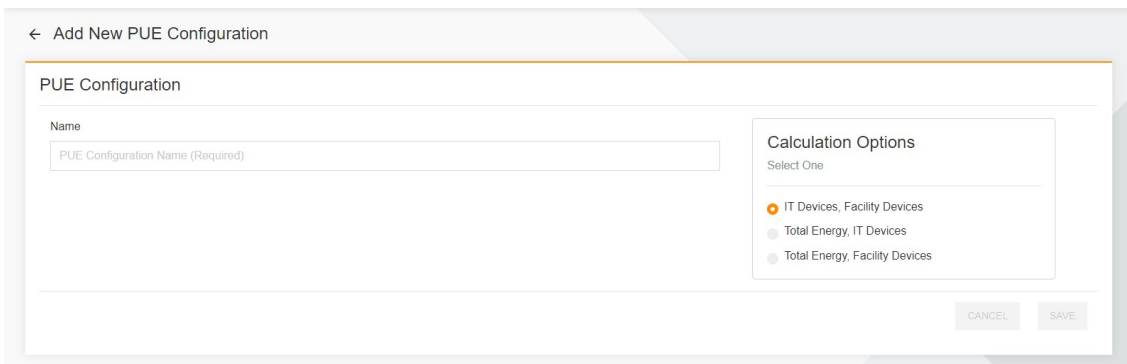 ← Add New PUE Configuration
PUE Configuration
Name
PUE Configuration Name (Required)
Calculation Options
Select One
IT Devices, Facility Devices
Total Energy, IT Devices
Total Energy, Facility Devices
CANCEL SAVE